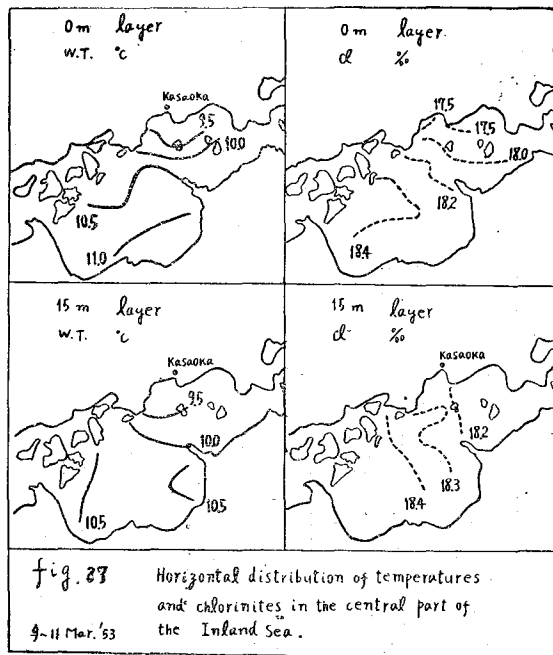 0m layer
W.T. °C
Kasaoka
9.5
10.0
10.5
11.0
0m layer
cl ‰
17.5
17.5
18.0
18.2
18.4
15m layer
W.T. °C
Kasaoka
9.5
10.0
10.5
10.5
15m layer
cl ‰
Kasaoka
18.2
18.3
18.4
fig. 27
Horizontal distribution of temperatures
and chlorinites in the central part of
9~11 Mar. '53
the Inland Sea.